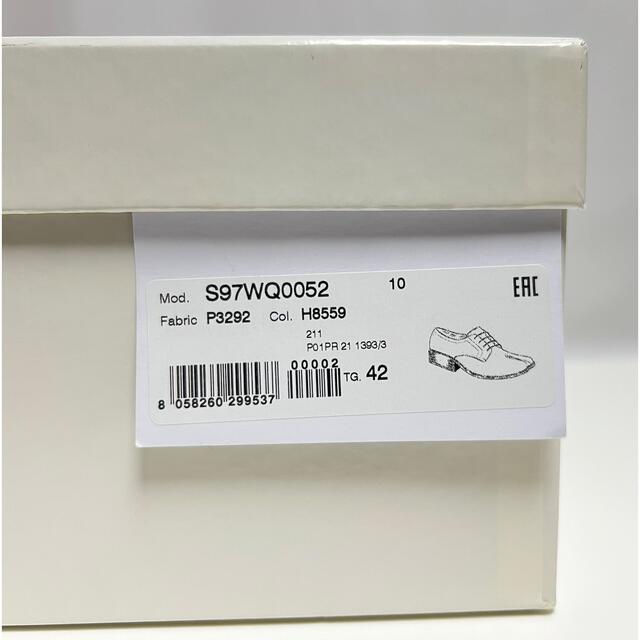 Mod. S97WQ0052 10 EAC
Fabric P3292 Col. H8559
211
P01PR 21 1393/3
00002
TG. 42
8 058260 299537